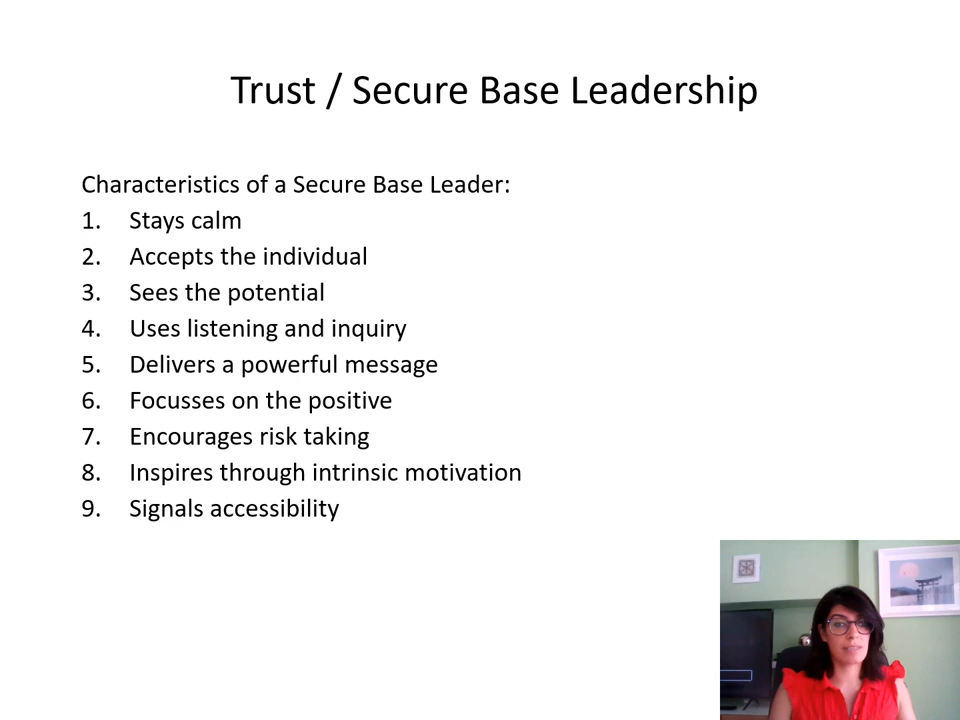 Trust / Secure Base Leadership
Characteristics of a Secure Base Leader:
1. Stays calm
2. Accepts the individual
3. Sees the potential
4. Uses listening and inquiry
5. Delivers a powerful message
6. Focusses on the positive
7. Encourages risk taking
8. Inspires through intrinsic motivation
9. Signals accessibility